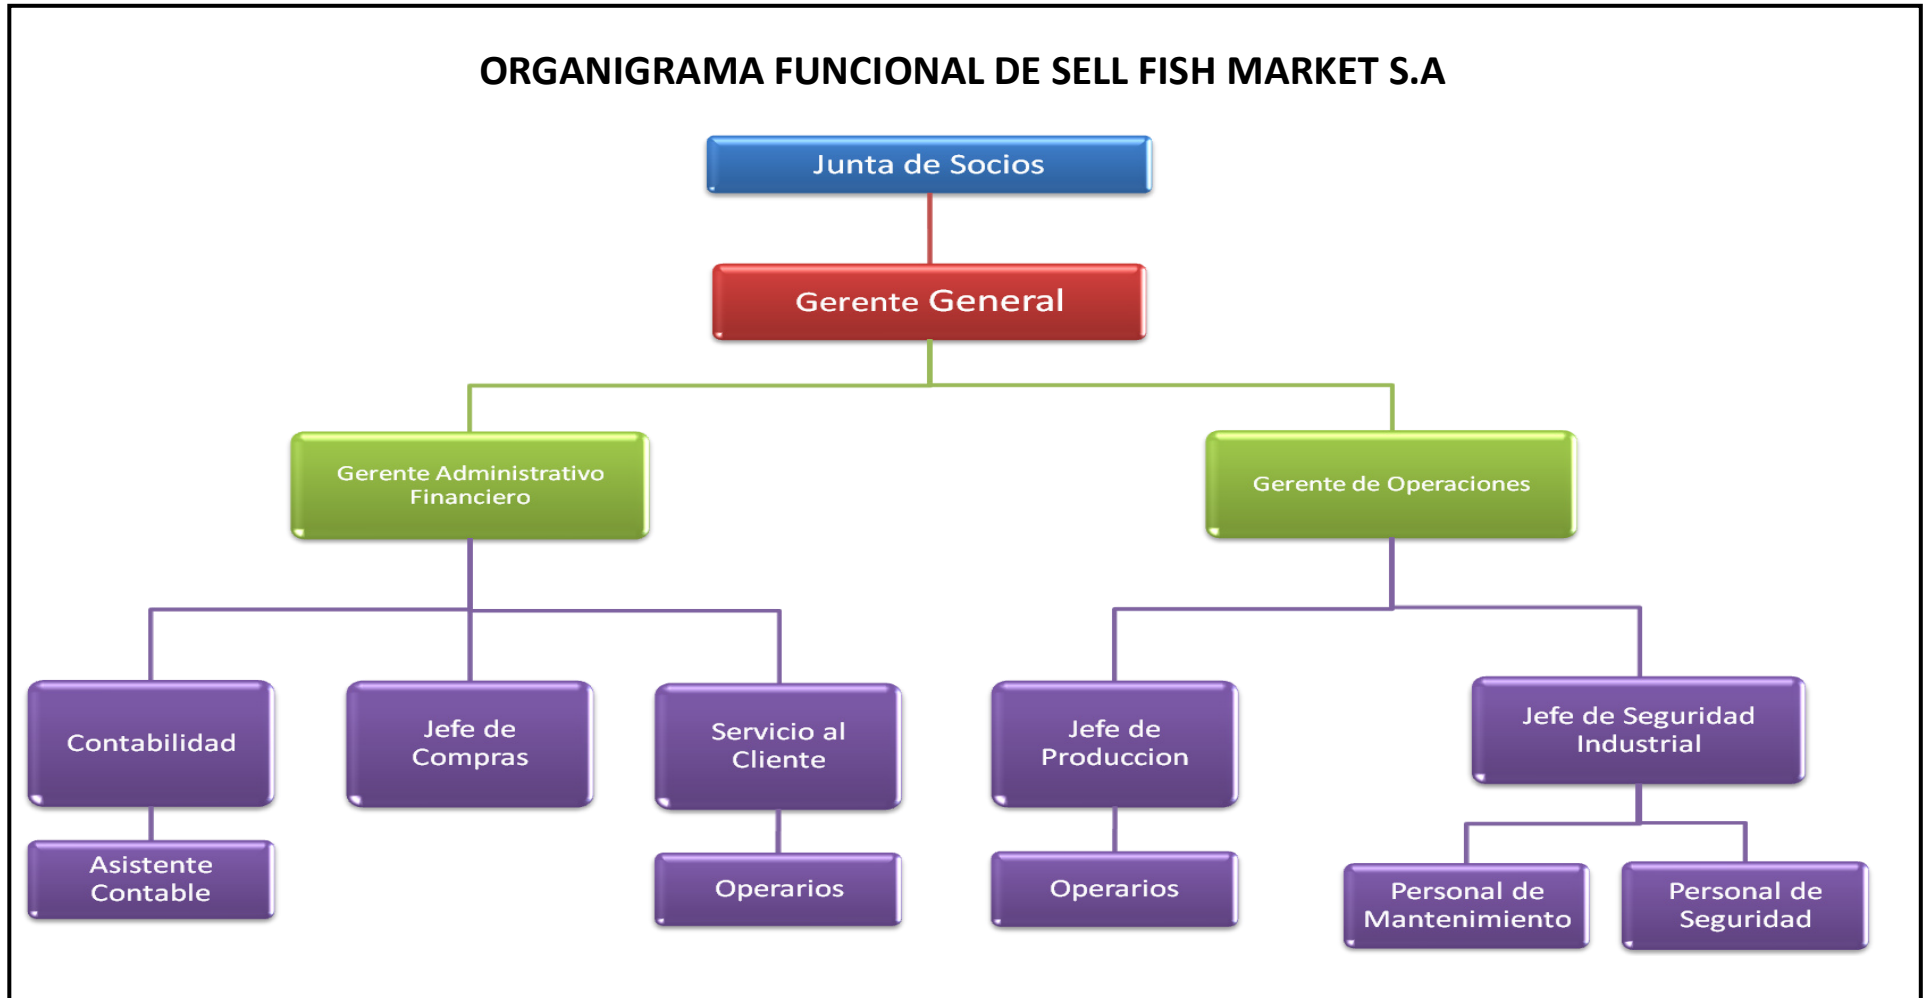 ORGANIGRAMA FUNCIONAL DE SELL FISH MARKET S.A
Junta de Socios
Gerente General
Gerente Administrativo
Financiero
Gerente de Operaciones
Contabilidad
Jefe de
Compras
Servicio al
Cliente
Jefe de
Produccion
Jefe de Seguridad
Industrial
Asistente
Contable
Operarios
Operarios
Personal de
Mantenimiento
Personal de
Seguridad